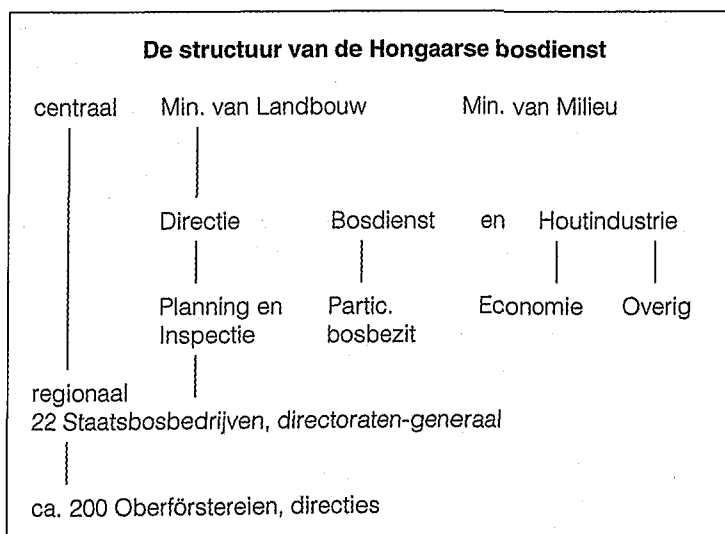 De structuur van de Hongaarse bosdienst
centraal Min. van Landbouw Min. van Milieu
Directie Bosdienst en Houtindustrie
Planning en Partic. Economie Overig
Inspectie bosbezit
regionaal
22 Staatsbosbedrijven, directoraten-generaal
ca. 200 Oberförstereien, directies